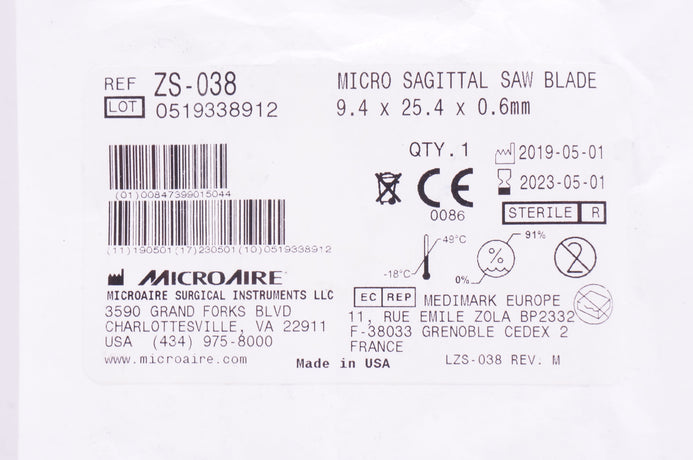 REF ZS-038
LOT 0519338912
MICRO SAGITTAL SAW BLADE
9.4 x 25.4 x 0.6mm
(01)00847399015044
(11)190501(17)230501(10)0519338912
QTY. 1
2019-05-01
2023-05-01
CE
0086
STERILE R
-18°C
49°C
0%
%
91%
2
MICROAIRE
MICROAIRE SURGICAL INSTRUMENTS LLC
3590 GRAND FORKS BLVD
CHARLOTTESVILLE, VA 22911
USA (434) 975-8000
www.microaire.com
Made in USA
EC REP MEDIMARK EUROPE
11, RUE EMILE ZOLA BP2332
F-38033 GRENOBLE CEDEX 2
FRANCE
LZS-038 REV. M